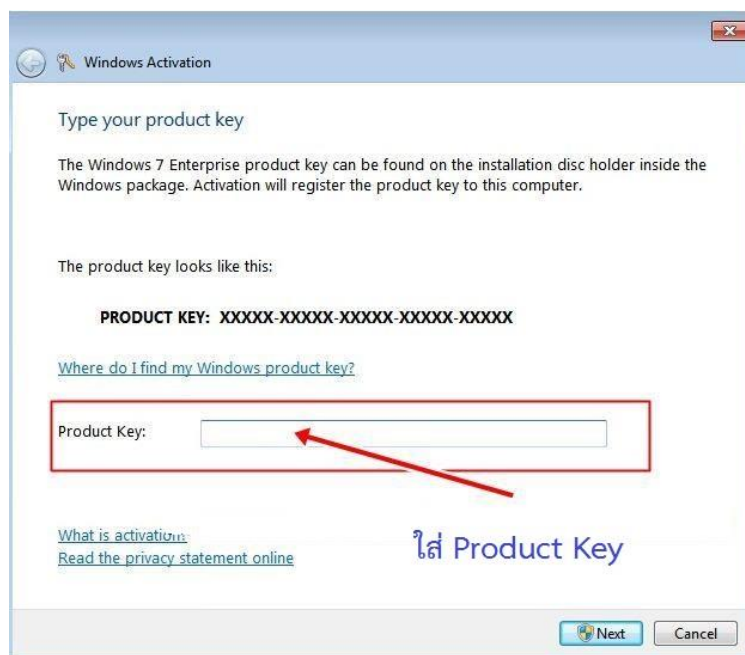 Windows Activation
Type your product key
The Windows 7 Enterprise product key can be found on the installation disc holder inside the
Windows package. Activation will register the product key to this computer.
The product key looks like this:
PRODUCT KEY: XXXXX-XXXXX-XXXXX-XXXXX-XXXXX
Where do I find my Windows product key?
Product Key:
What is activation
ใส่ Product Key
Read the privacy statement online
Next Cancel